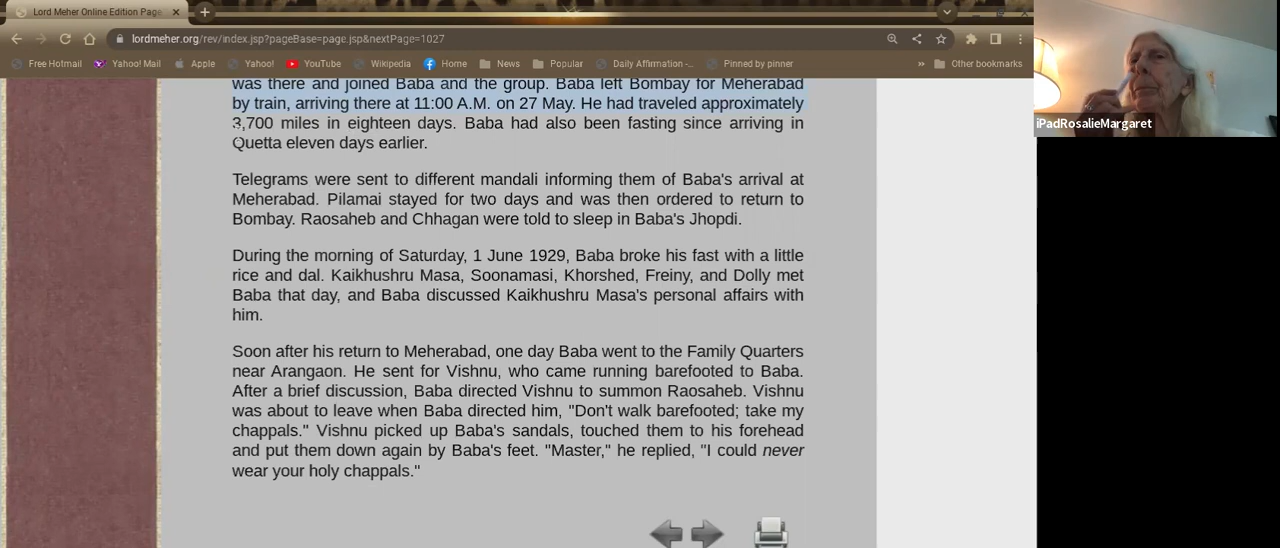 Lord Meher Online Edition Page
lordmeher.org/rev/index.jsp?pageBase=page.jsp&nextPage=1027
Free Hotmail Yahoo! Mail Apple Yahoo! YouTube Wikipedia Home News Popular Daily Affirmation -... Pinned by pinner » Other bookmarks
iPadRosalieMargaret
was there and joined Baba and the group. Baba left Bombay for Meherabad
by train, arriving there at 11:00 A.M. on 27 May. He had traveled approximately
3,700 miles in eighteen days. Baba had also been fasting since arriving in
Quetta eleven days earlier.
Telegrams were sent to different mandali informing them of Baba's arrival at
Meherabad. Pilamai stayed for two days and was then ordered to return to
Bombay. Raosaheb and Chhagan were told to sleep in Baba's Jhopdi.
During the morning of Saturday, 1 June 1929, Baba broke his fast with a little
rice and dal. Kaikhushru Masa, Soonamasi, Khorshed, Freiny, and Dolly met
Baba that day, and Baba discussed Kaikhushru Masa's personal affairs with
him.
Soon after his return to Meherabad, one day Baba went to the Family Quarters
near Arangaon. He sent for Vishnu, who came running barefooted to Baba.
After a brief discussion, Baba directed Vishnu to summon Raosaheb. Vishnu
was about to leave when Baba directed him, "Don't walk barefooted; take my
chappals." Vishnu picked up Baba's sandals, touched them to his forehead
and put them down again by Baba's feet. "Master," he replied, "I could never
wear your holy chappals."